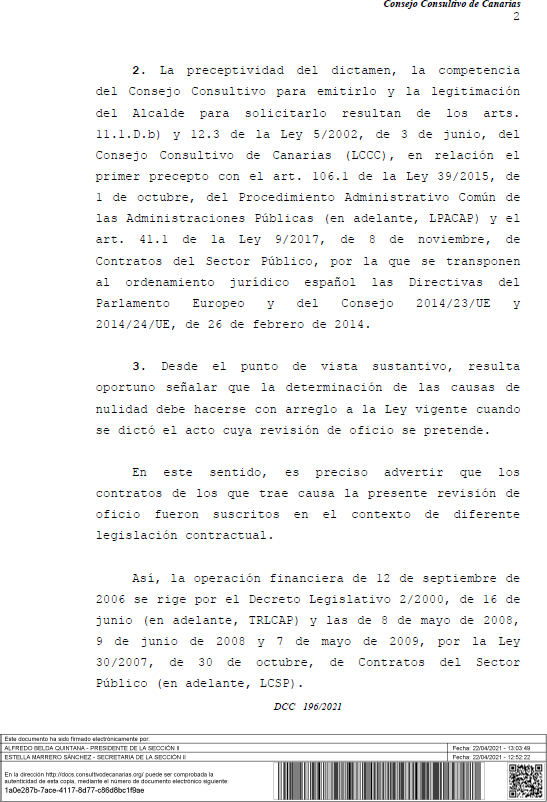 Consejo Consultivo de Canarias
2
2. La preceptividad del dictamen, la competencia
del Consejo Consultivo para emitirlo y la legitimación
del Alcalde para solicitarlo resultan de los arts.
11.1.D.b) y 12.3 de la Ley 5/2002, de 3 de junio, del
Consejo Consultivo de Canarias (LCCC), en relación el
primer precepto con el art. 106.1 de la Ley 39/2015, de
1 de octubre, del Procedimiento Administrativo Común de
las Administraciones Públicas (en adelante, LPACAP) y el
art. 41.1 de la Ley 9/2017, de 8 de noviembre, de
Contratos del Sector Público, por la que se transponen
al ordenamiento jurídico español las Directivas del
Parlamento Europeo y del Consejo 2014/23/UE y
2014/24/UE, de 26 de febrero de 2014.
3. Desde el punto de vista sustantivo, resulta
oportuno señalar que la determinación de las causas de
nulidad debe hacerse con arreglo a la Ley vigente cuando
se dictó el acto cuya revisión de oficio se pretende.
En este sentido, es preciso advertir que los
contratos de los que trae causa la presente revisión de
oficio fueron suscritos en el contexto de diferente
legislación contractual.
Así, la operación financiera de 12 de septiembre de
2006 se rige por el Decreto Legislativo 2/2000, de 16 de
junio (en adelante, TRLCAP) y las de 8 de mayo de 2008,
9 de junio de 2008 y 7 de mayo de 2009, por la Ley
30/2007, de 30 de octubre, de Contratos del Sector
Público (en adelante, LCSP).
DCC 196/2021
Este documento ha sido firmado electrónicamente por:
ALFREDO BELDA QUINTANA - PRESIDENTE DE LA SECCIÓN II Fecha: 22/04/2021 - 13:03:49
ESTELLA MARRERO SÁNCHEZ - SECRETARIA DE LA SECCIÓN II Fecha: 22/04/2021 - 12:52:22
En la dirección http://docs.consultivodecanarias.org/ puede ser comprobada la
autenticidad de esta copia, mediante el número de documento electrónico siguiente:
1a0e287b-7ace-4117-8d77-c86d8bc1f9ae